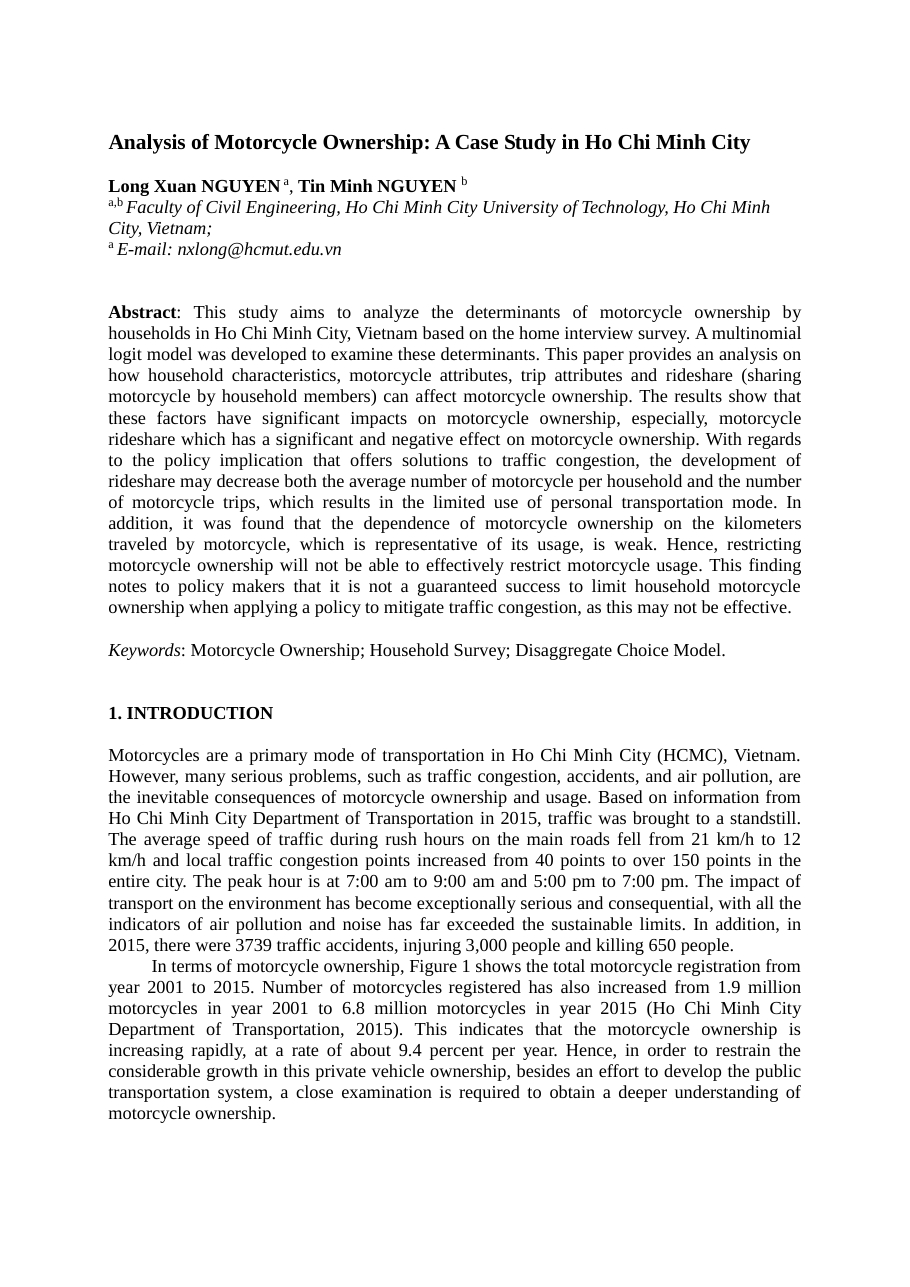 Analysis of Motorcycle Ownership: A Case Study in Ho Chi Minh City
Long Xuan NGUYEN a, Tin Minh NGUYEN b
a,b Faculty of Civil Engineering, Ho Chi Minh City University of Technology, Ho Chi Minh
City, Vietnam;
a E-mail: nxlong@hcmut.edu.vn
Abstract: This study aims to analyze the determinants of motorcycle ownership by
households in Ho Chi Minh City, Vietnam based on the home interview survey. A multinomial
logit model was developed to examine these determinants. This paper provides an analysis on
how household characteristics, motorcycle attributes, trip attributes and rideshare (sharing
motorcycle by household members) can affect motorcycle ownership. The results show that
these factors have significant impacts on motorcycle ownership, especially, motorcycle
rideshare which has a significant and negative effect on motorcycle ownership. With regards
to the policy implication that offers solutions to traffic congestion, the development of
rideshare may decrease both the average number of motorcycle per household and the number
of motorcycle trips, which results in the limited use of personal transportation mode. In
addition, it was found that the dependence of motorcycle ownership on the kilometers
traveled by motorcycle, which is representative of its usage, is weak. Hence, restricting
motorcycle ownership will not be able to effectively restrict motorcycle usage. This finding
notes to policy makers that it is not a guaranteed success to limit household motorcycle
ownership when applying a policy to mitigate traffic congestion, as this may not be effective.
Keywords: Motorcycle Ownership; Household Survey; Disaggregate Choice Model.
1. INTRODUCTION
Motorcycles are a primary mode of transportation in Ho Chi Minh City (HCMC), Vietnam.
However, many serious problems, such as traffic congestion, accidents, and air pollution, are
the inevitable consequences of motorcycle ownership and usage. Based on information from
Ho Chi Minh City Department of Transportation in 2015, traffic was brought to a standstill.
The average speed of traffic during rush hours on the main roads fell from 21 km/h to 12
km/h and local traffic congestion points increased from 40 points to over 150 points in the
entire city. The peak hour is at 7:00 am to 9:00 am and 5:00 pm to 7:00 pm. The impact of
transport on the environment has become exceptionally serious and consequential, with all the
indicators of air pollution and noise has far exceeded the sustainable limits. In addition, in
2015, there were 3739 traffic accidents, injuring 3,000 people and killing 650 people.
In terms of motorcycle ownership, Figure 1 shows the total motorcycle registration from
year 2001 to 2015. Number of motorcycles registered has also increased from 1.9 million
motorcycles in year 2001 to 6.8 million motorcycles in year 2015 (Ho Chi Minh City
Department of Transportation, 2015). This indicates that the motorcycle ownership is
increasing rapidly, at a rate of about 9.4 percent per year. Hence, in order to restrain the
considerable growth in this private vehicle ownership, besides an effort to develop the public
transportation system, a close examination is required to obtain a deeper understanding of
motorcycle ownership.